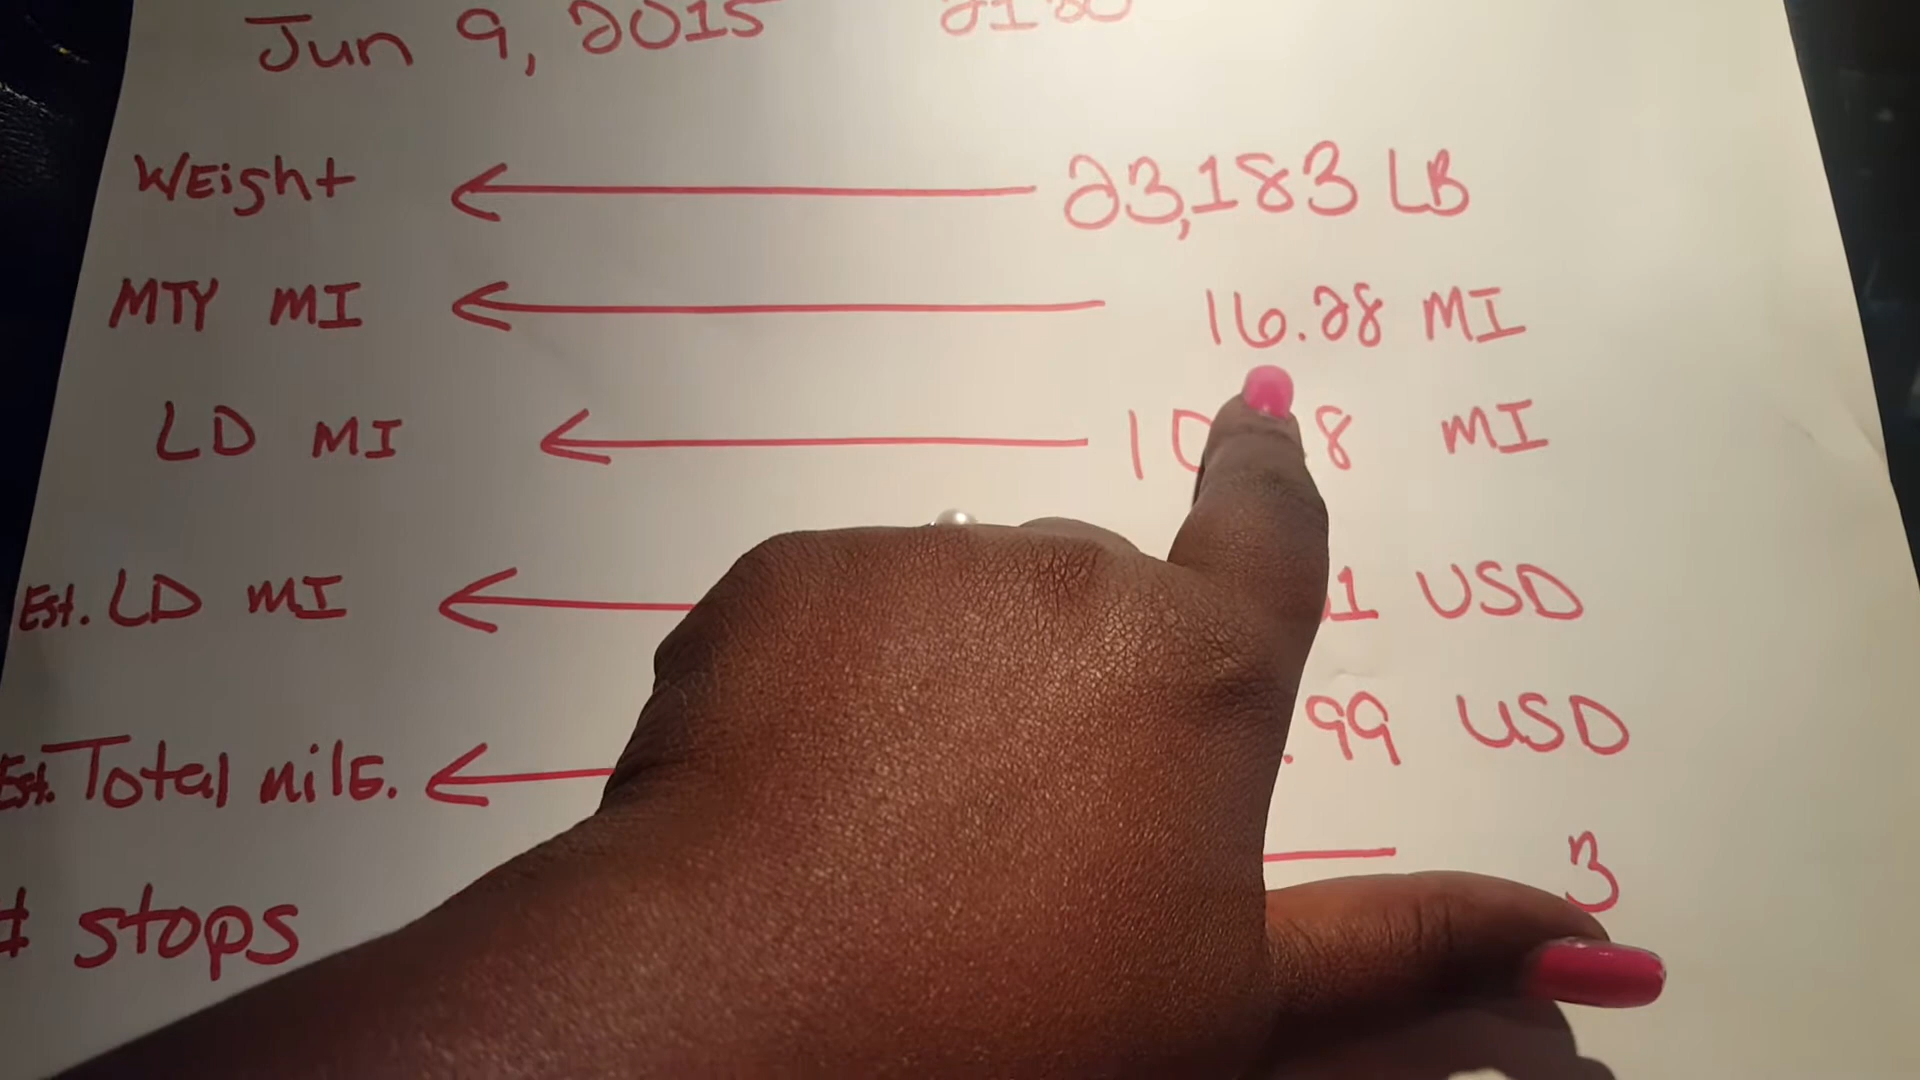 Jun 9, 2015
Weight 23,183 LB
MTY MI 16.28 MI
LD MI MI
Est. LD MI USD
Est. Total mile. USD
# stops 3